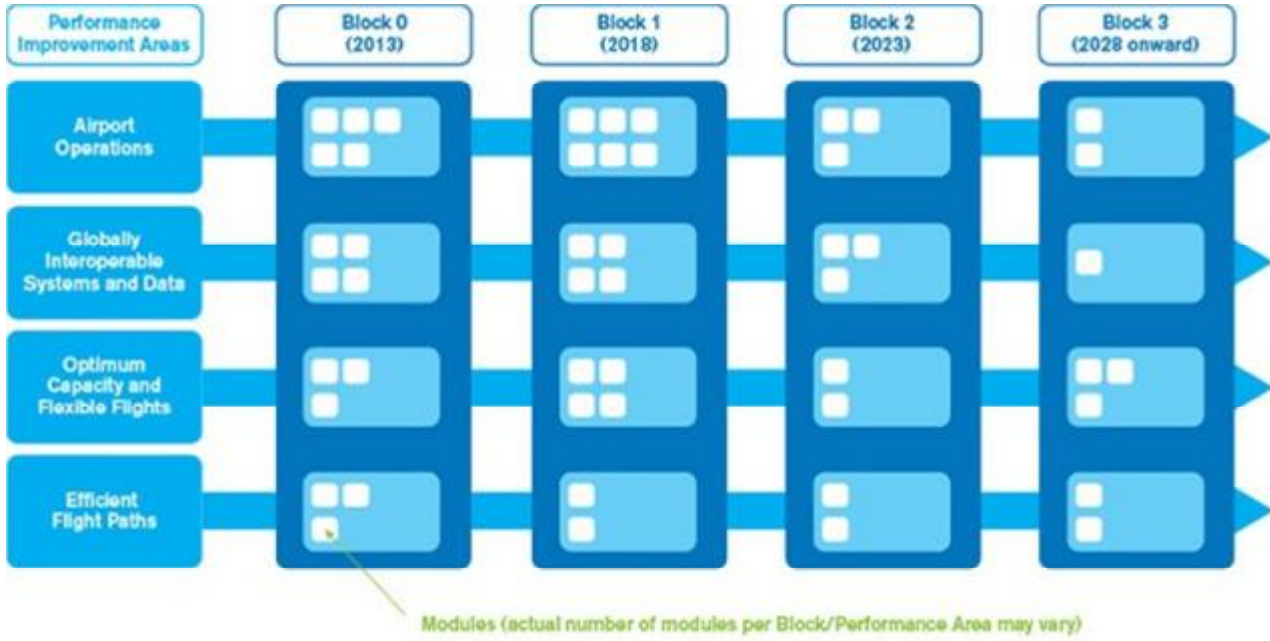 Performance
Improvement Areas
Block 0
(2013)
Block 1
(2018)
Block 2
(2023)
Block 3
(2028 onward)
Airport
Operations
Globally
Interoperable
Systems and Data
Optimum
Capacity and
Flexible Flights
Efficient
Flight Paths
Modules (actual number of modules per Block/Performance Area may vary)